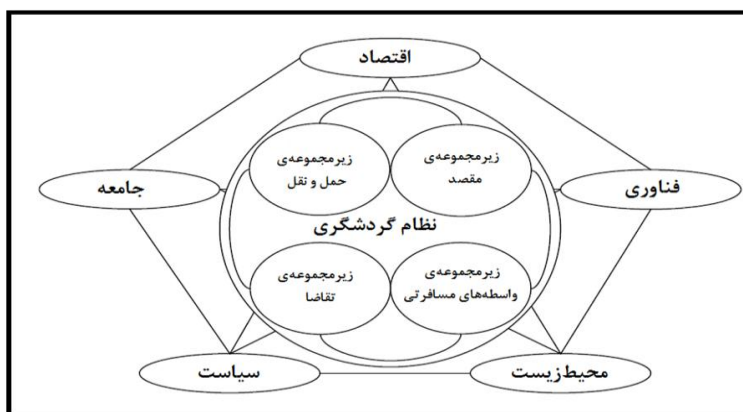 اقتصاد
زیرمجموعه‌ی
مقصد
زیرمجموعه‌ی
حمل و نقل
فناوری
جامعه
نظام گردشگری
زیرمجموعه‌ی
واسطه‌های مسافرتی
زیرمجموعه‌ی
تقاضا
محیط‌زیست
سیاست